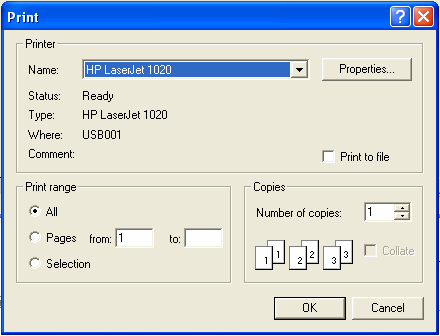 Print
Printer
Name: HP LaserJet 1020 Properties...
Status: Ready
Type: HP LaserJet 1020
Where: USB001
Comment: Print to file
Print range
All
Pages from: 1 to:
Selection
Copies
Number of copies: 1
1 1 2 2 3 3 Collate
OK Cancel